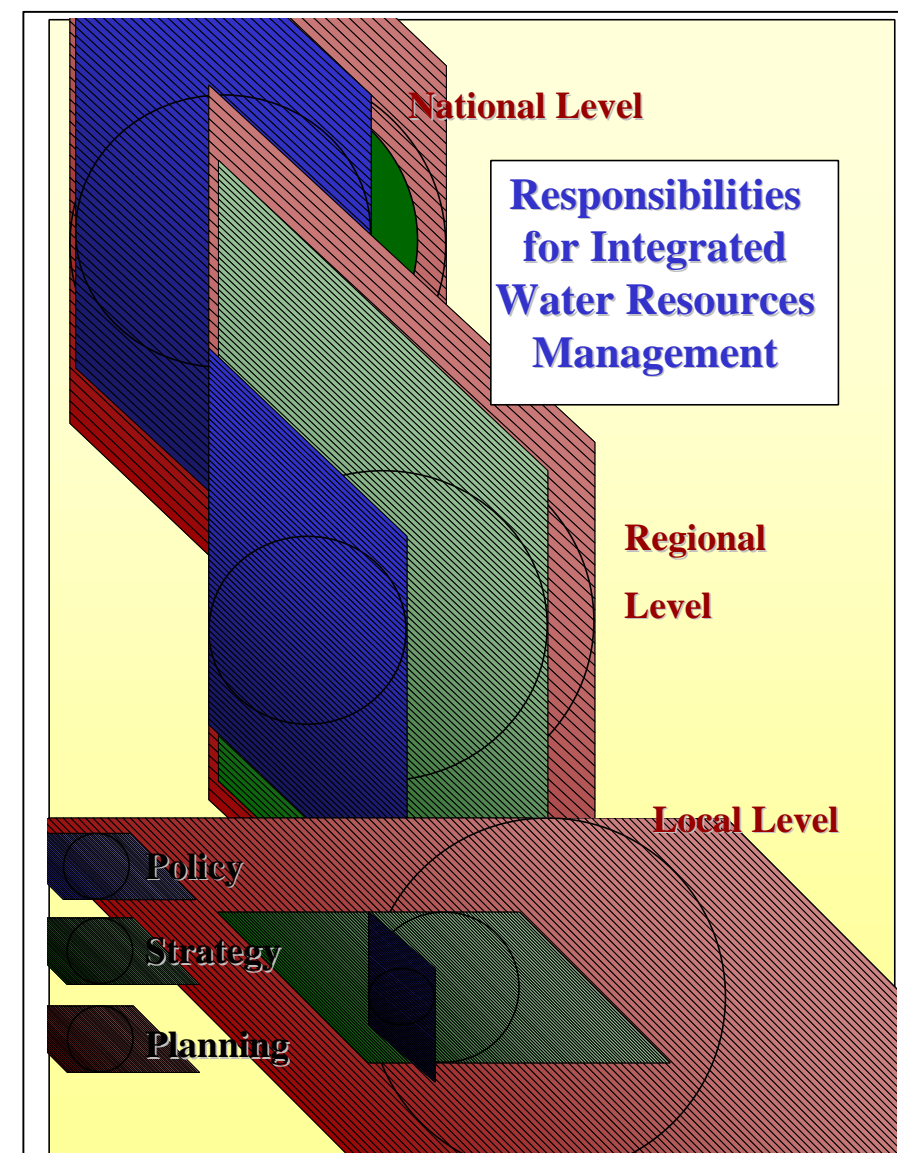 National Level
Responsibilities
for Integrated
Water Resources
Management
Regional
Level
Local Level
Policy
Strategy
Planning